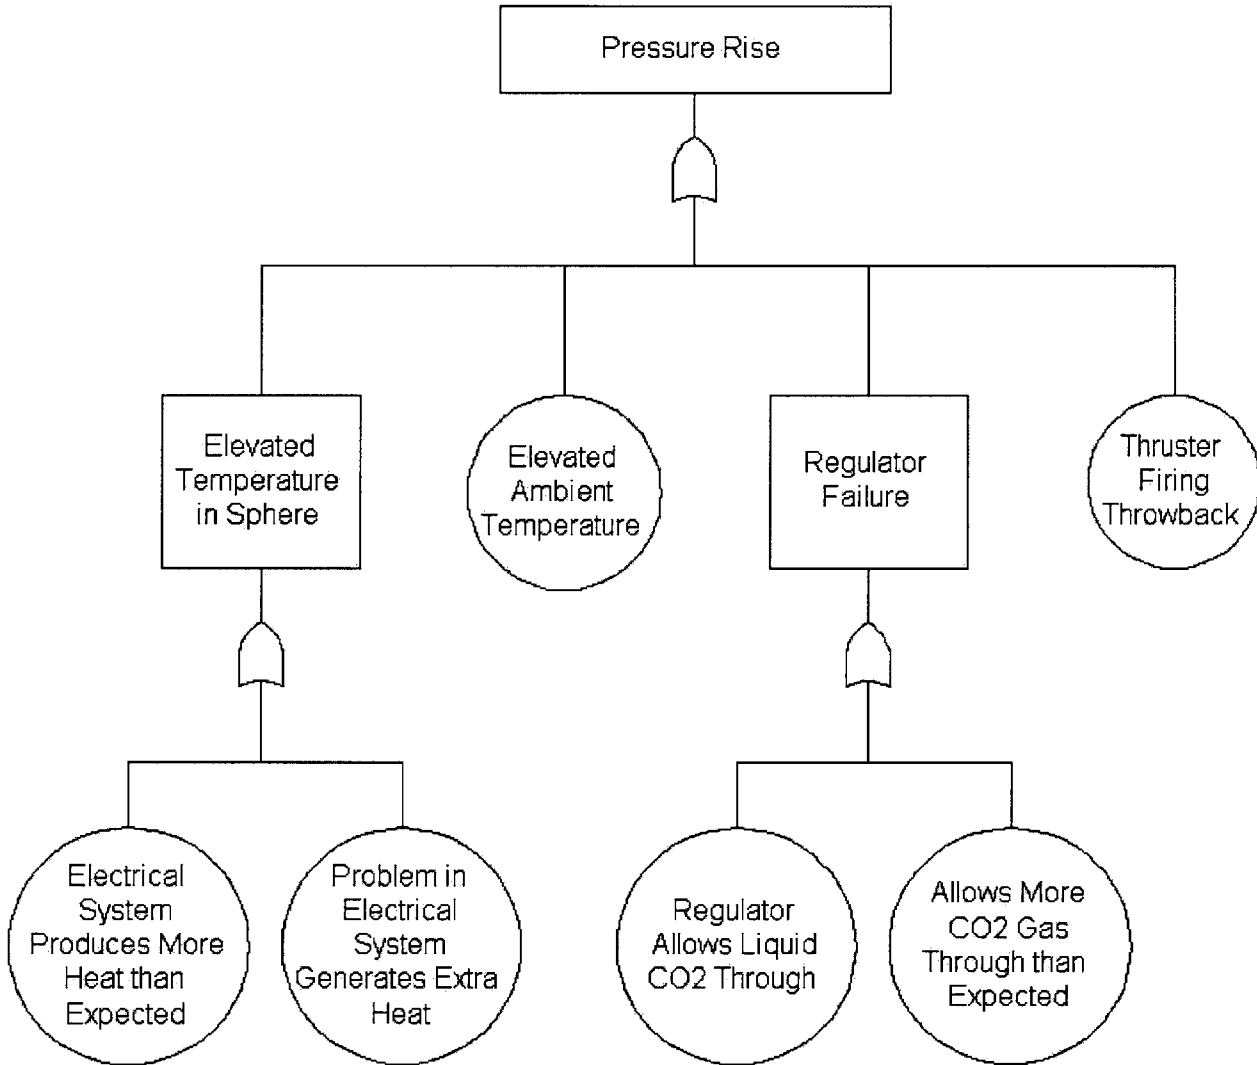 Pressure Rise
Elevated
Temperature
in Sphere
Elevated
Ambient
Temperature
Regulator
Failure
Thruster
Firing
Throwback
Electrical
System
Produces More
Heat than
Expected
Problem in
Electrical
System
Generates Extra
Heat
Regulator
Allows Liquid
CO2 Through
Allows More
CO2 Gas
Through than
Expected